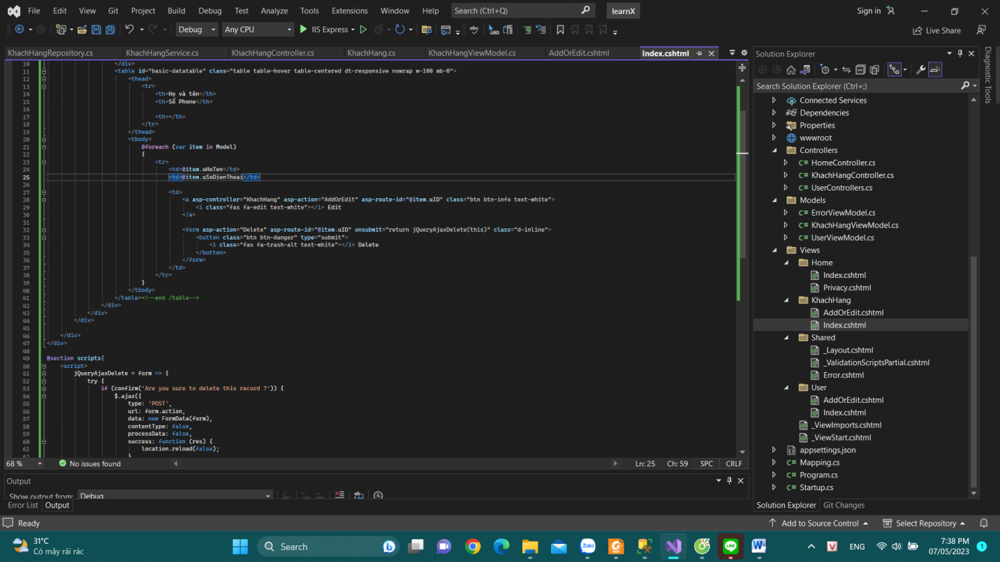 File Edit View Git Project Build Debug Test Analyze Tools Extensions Window Help Search (Ctrl+Q) learnX Sign in
Debug Any CPU IIS Express Live Share
KhachHangRepository.cs KhachHangService.cs KhachHangController.cs KhachHang.cs KhachHangViewModel.cs AddOrEdit.cshtml Index.cshtml
10 </div>
11 <table id="basic-datatable" class="table table-hover table-centered dt-responsive nowrap m-100 mb-0">
12 <thead>
13 <tr>
14 <th>Họ và tên</th>
15 <th>Số Phone</th>
16
17 <th></th>
18 </tr>
19 </thead>
20 <tbody>
21 @foreach (var item in Model)
22 {
23 <tr>
24 <td>@item.uHoTen</td>
25 <td>@item.uSoDienThoai</td>
26
27 <td>
28 <a asp-controller="KhachHang" asp-action="AddOrEdit" asp-route-id="@item.uID" class="btn btn-info text-white">
29 <i class="fas fa-edit text-white"></i> Edit
30 </a>
31
32 <form asp-action="Delete" asp-route-id="@item.uID" onsubmit="return jQueryAjaxDelete(this)" class="d-inline">
33 <button class="btn btn-danger" type="submit">
34 <i class="fas fa-trash-alt text-white"></i> Delete
35 </button>
36 </form>
37 </td>
38 </tr>
39 }
40 </tbody>
41 </table><!--end /table-->
42 </div>
43 </div>
44 </div>
45
46 </div>
47 </div>
48
49 @section scripts{
50 <script>
51 jQueryAjaxDelete = form => {
52 try {
53 if (confirm('Are you sure to delete this record ?')) {
54 $.ajax({
55 type: 'POST',
56 url: form.action,
57 data: new FormData(form),
58 contentType: false,
59 processData: false,
60 success: function (res) {
61 location.reload(false);
62 }
68 % No issues found Ln: 25 Ch: 59 SPC CRLF
Output
Show output from: Debug
Error List Output
Solution Explorer
Search Solution Explorer (Ctrl+;)
Connected Services
Dependencies
Properties
wwwroot
Controllers
C# HomeController.cs
C# KhachHangController.cs
C# UserControllers.cs
Models
C# ErrorViewModel.cs
C# KhachHangViewModel.cs
C# UserViewModel.cs
Views
Home
Index.cshtml
Privacy.cshtml
KhachHang
AddOrEdit.cshtml
Index.cshtml
Shared
_Layout.cshtml
_ValidationScriptsPartial.cshtml
Error.cshtml
User
AddOrEdit.cshtml
Index.cshtml
_ViewImports.cshtml
_ViewStart.cshtml
appsettings.json
C# Mapping.cs
C# Program.cs
C# Startup.cs
Solution Explorer Git Changes
Diagnostic Tools
Ready Add to Source Control Select Repository
31°C
Có mây rải rác
Search
Zalo
LINE
ENG
7:38 PM
07/05/2023
1